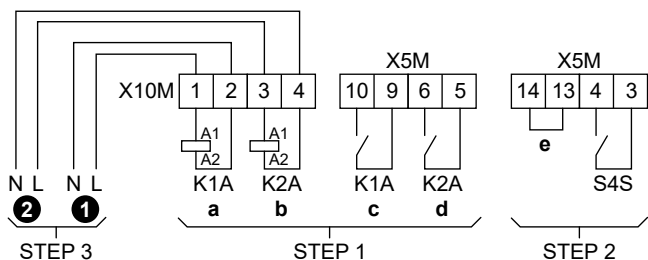 X5M X5M
X10M 1 2 3 4 10 9 6 5 14 13 4 3
A1 A1
A2 A2 e
N L N L K1A K2A K1A K2A S4S
2 1 a b c d
STEP 3 STEP 1 STEP 2